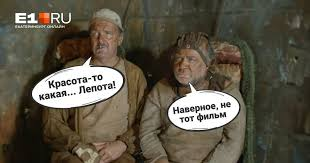 E1.RU
ЕКАТЕРИНБУРГ ОНЛАЙН
Красота-то
какая... Лепота!
Наверное, не
тот фильм